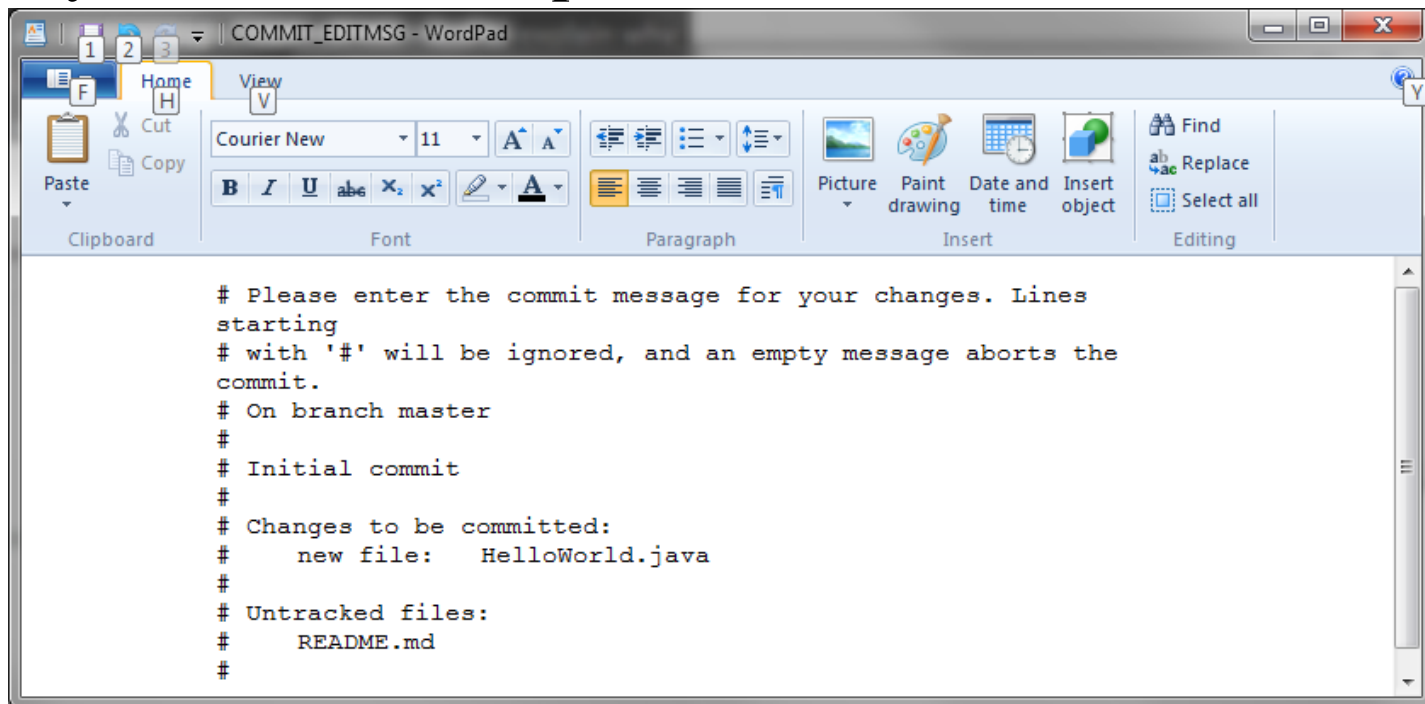 COMMIT_EDITMSG - WordPad
1 2 3
F Home View
H V Y
Cut
Copy
Paste
Courier New 11 A A
B I U abc X₂ x² A
Find
Replace
Select all
Picture Paint drawing Date and time Insert object
Clipboard Font Paragraph Insert Editing
# Please enter the commit message for your changes. Lines
starting
# with '#' will be ignored, and an empty message aborts the
commit.
# On branch master
#
# Initial commit
#
# Changes to be committed:
#    new file:   HelloWorld.java
#
# Untracked files:
#    README.md
#